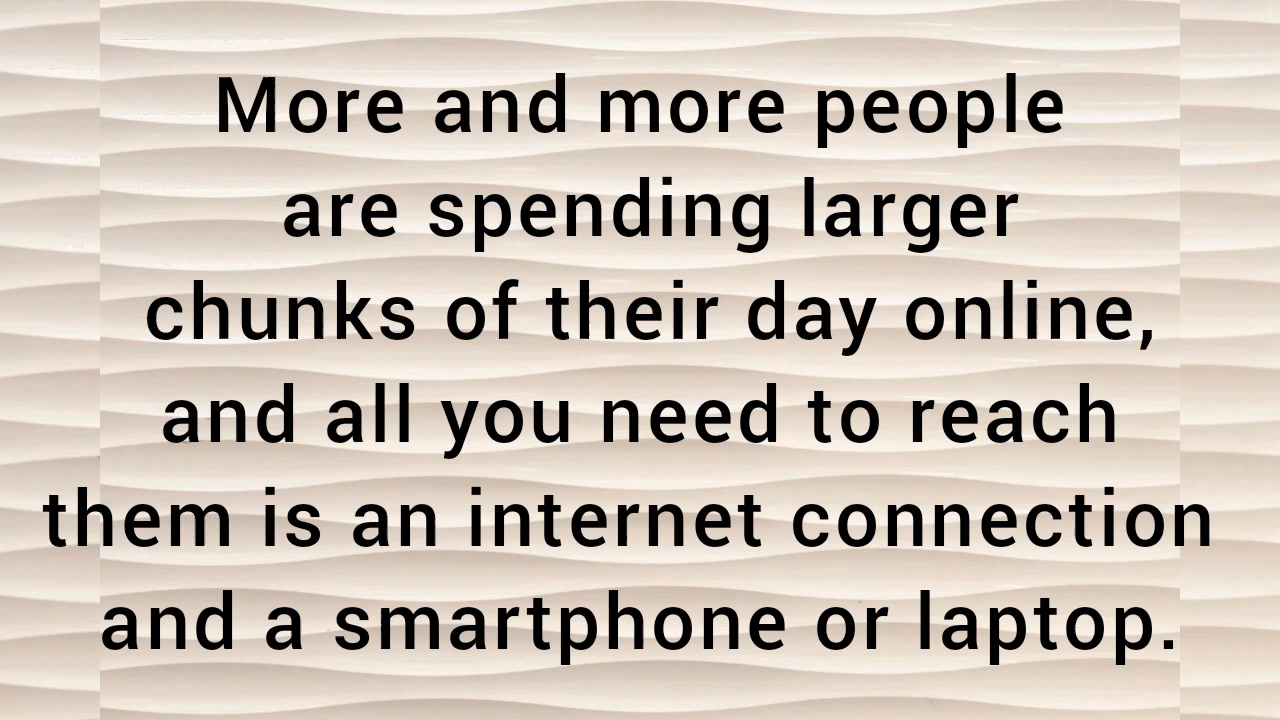 More and more people
are spending larger
chunks of their day online,
and all you need to reach
them is an internet connection
and a smartphone or laptop.